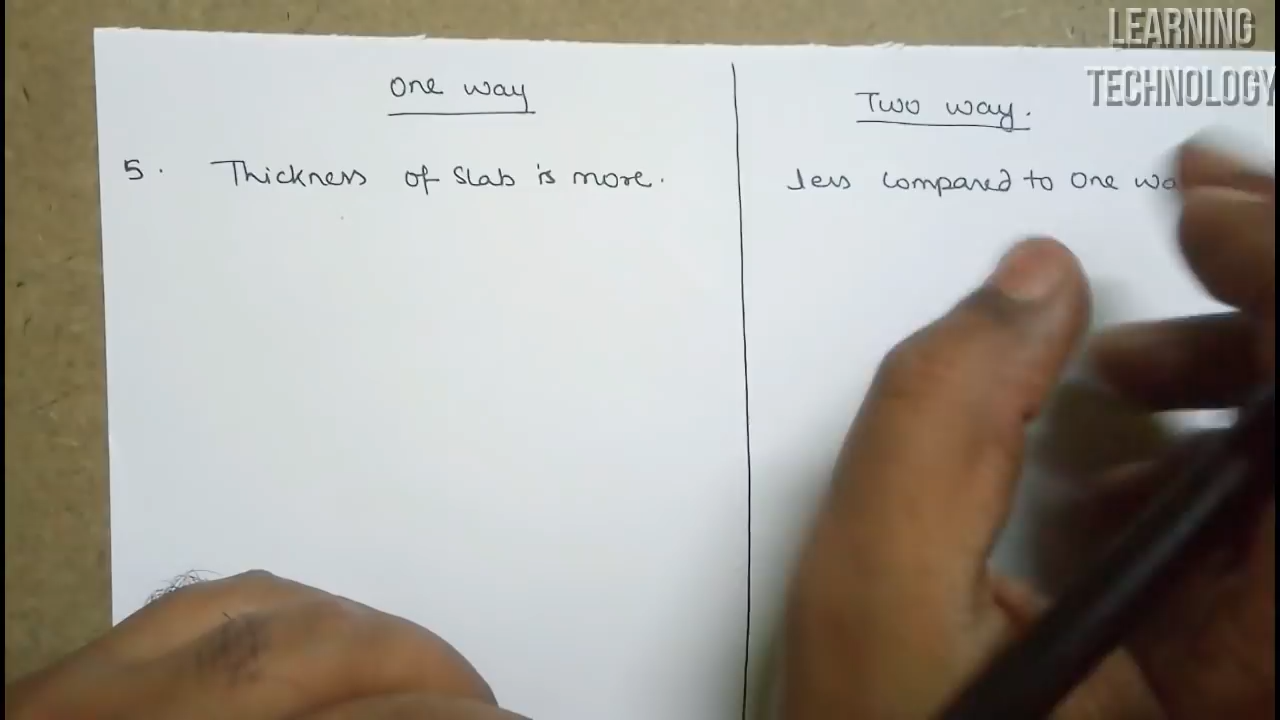 LEARNING
TECHNOLOGY
One way
Two way.
5. Thickness of slab is more.
less compared to one